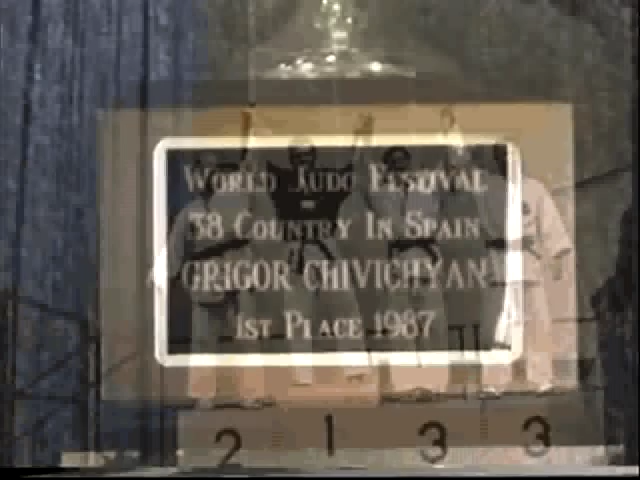 World Judo Festival
38 Country In Spain
GRIGOR CHIVICHYAN
1st Place 1987
2 1 3 3